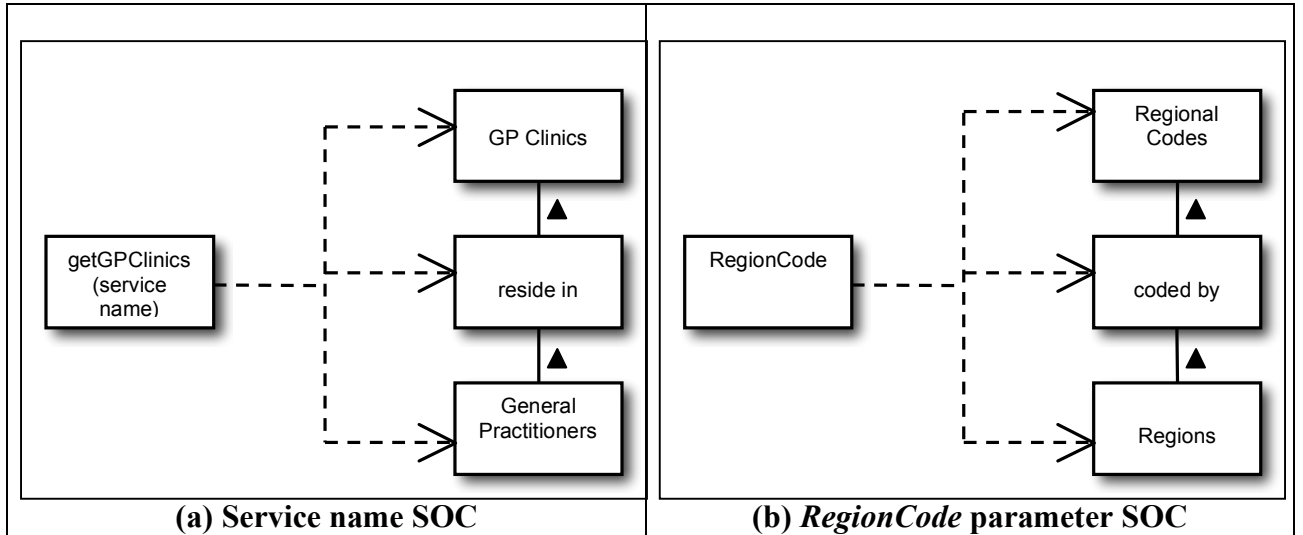 GP Clinics
getGPClinics
(service
name)
reside in
General
Practitioners
(a) Service name SOC
Regional
Codes
RegionCode
coded by
Regions
(b) RegionCode parameter SOC